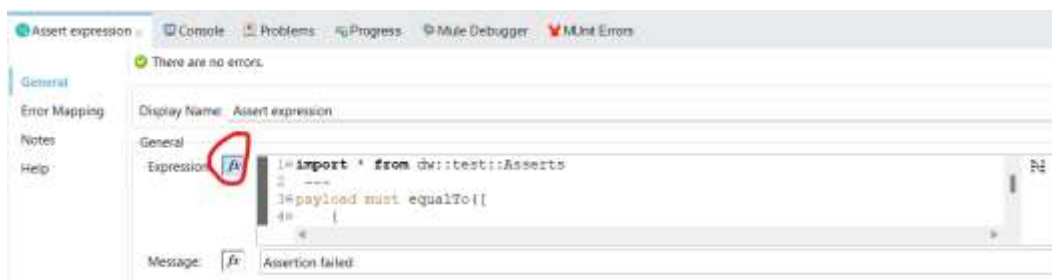 Assert expression Console Problems Progress Mule Debugger MUnit Errors
There are no errors.
General
Error Mapping Display Name: Assert expression
Notes General
Help Expression: fx 1 import * from dw::test::Asserts
2 ---
3 payload must equalTo([
4 {
Message: fx Assertion failed